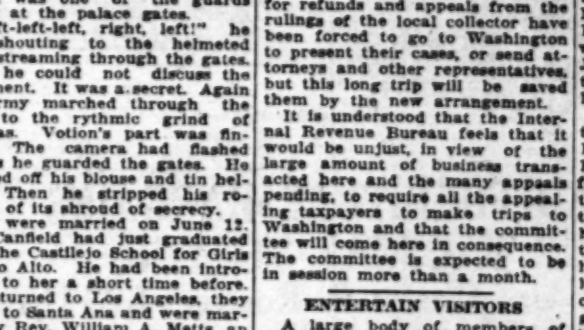 was one of the guards
at the palace gates.
ft-left-left, right, left!" he
shouting to the helmeted
streaming through the gates.
he could not discuss the
ment. It was a secret. Again
rmy marched through the
to the rythmic grind of
as. Votion's part was fin-
The camera had flashed
s he guarded the gates. He
ed off his blouse and tin hel-
Then he stripped his ro-
of its shroud of secrecy.
were married on June 12.
Canfield had just graduated
the Castilejo School for Girls
o Alto. He had been intro-
to her a short time before.
turned to Los Angeles, they
to Santa Ana and were mar-
Rev. William A. Metts, an
for refunds and appeals from the
rulings of the local collector have
been forced to go to Washington
to present their cases, or send at-
torneys and other representatives,
but this long trip will be saved
them by the new arrangement.
It is understood that the Inter-
nal Revenue Bureau feels that it
would be unjust, in view of the
large amount of business trans-
acted here and the many appeals
pending, to require all the appeal-
ing taxpayers to make trips to
Washington and that the commit-
tee will come here in consequence.
The committee is expected to be
in session more than a month.
ENTERTAIN VISITORS
A large body of members of